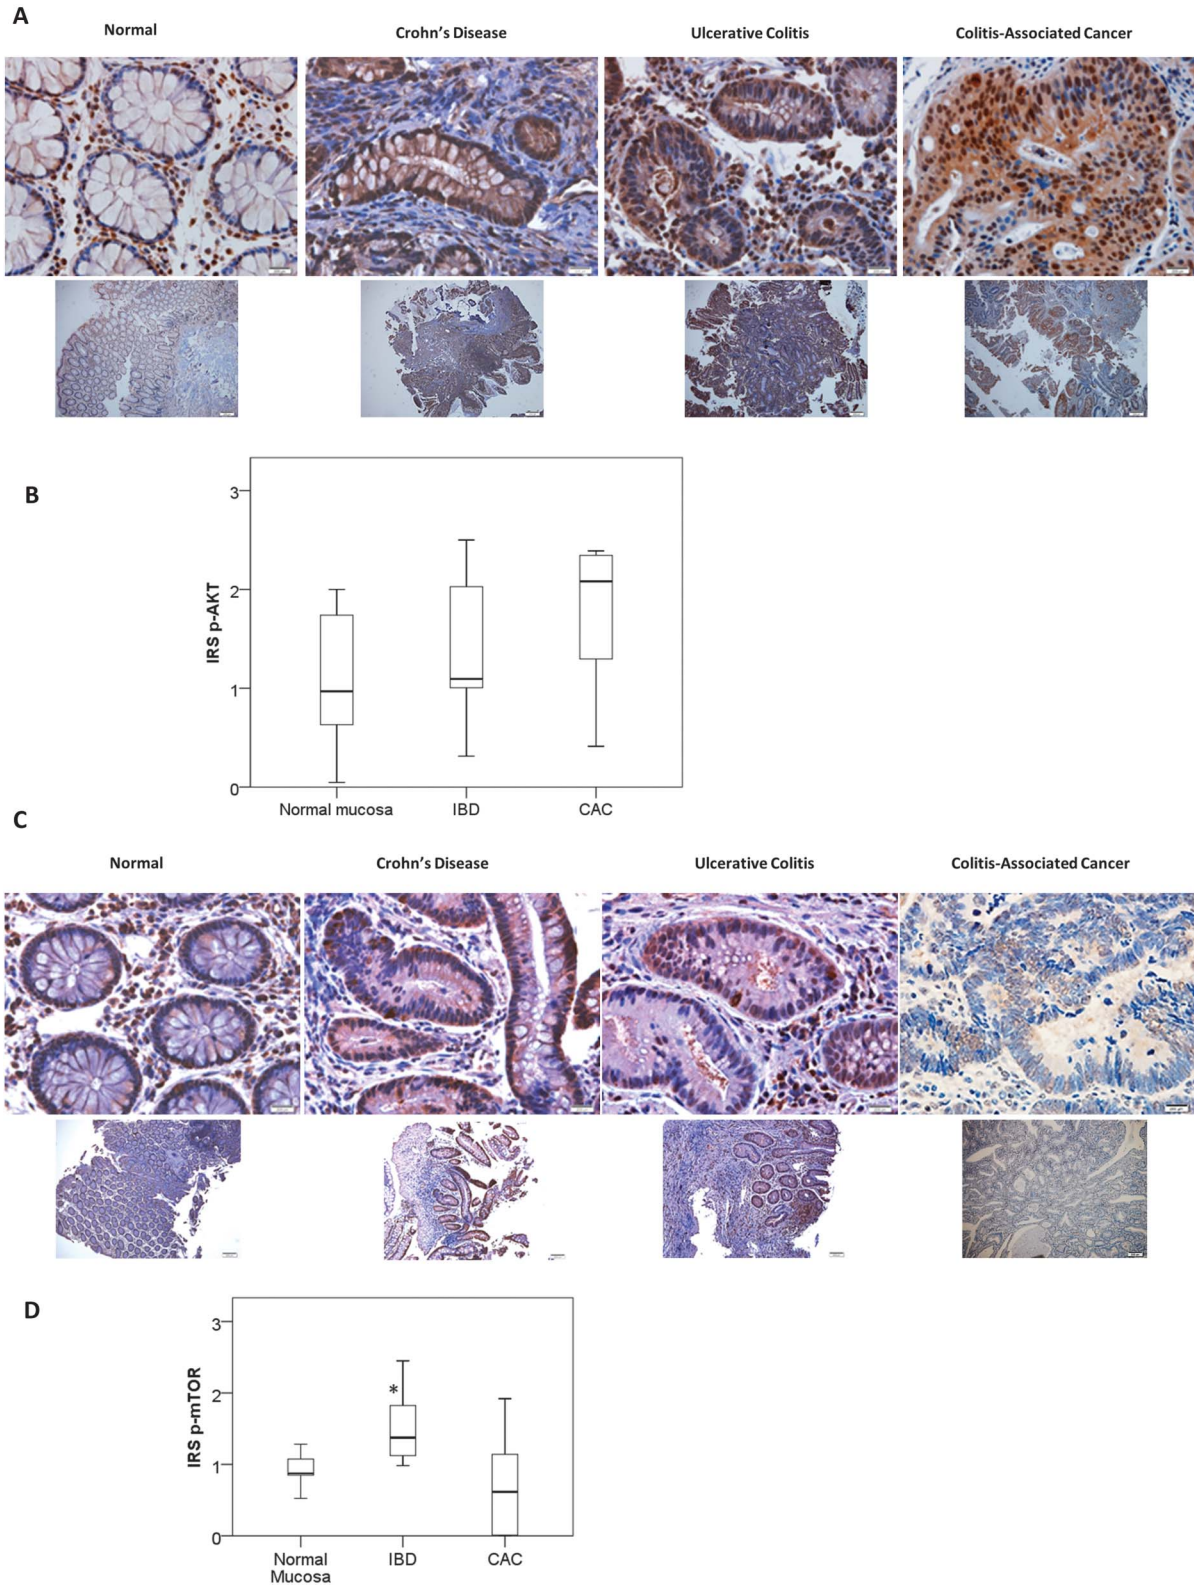 A
Normal
Crohn's Disease
Ulcerative Colitis
Colitis-Associated Cancer
B
IRS p-AKT
3
2
1
0
Normal mucosa
IBD
CAC
C
Normal
Crohn's Disease
Ulcerative Colitis
Colitis-Associated Cancer
D
IRS p-mTOR
3
2
*
1
0
Normal
Mucosa
IBD
CAC